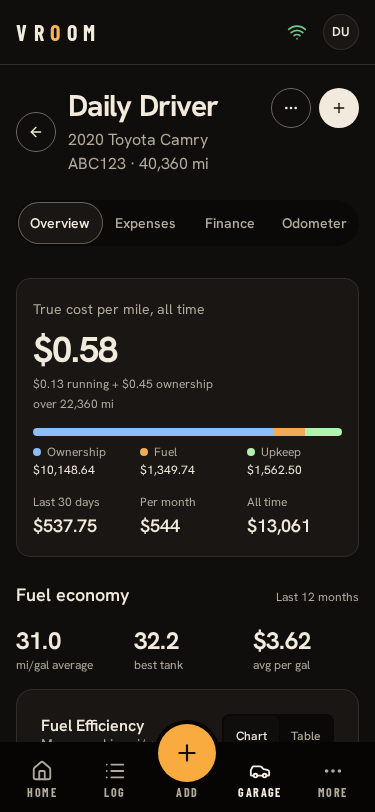 VROOM
DU
Daily Driver
2020 Toyota Camry
ABC123 · 40,360 mi
Overview Expenses Finance Odometer
True cost per mile, all time
$0.58
$0.13 running + $0.45 ownership
over 22,360 mi
Ownership Fuel Upkeep
$10,148.64 $1,349.74 $1,562.50
Last 30 days Per month All time
$537.75 $544 $13,061
Fuel economy Last 12 months
31.0 32.2 $3.62
mi/gal average best tank avg per gal
Fuel Efficiency Chart Table
HOME LOG ADD GARAGE MORE